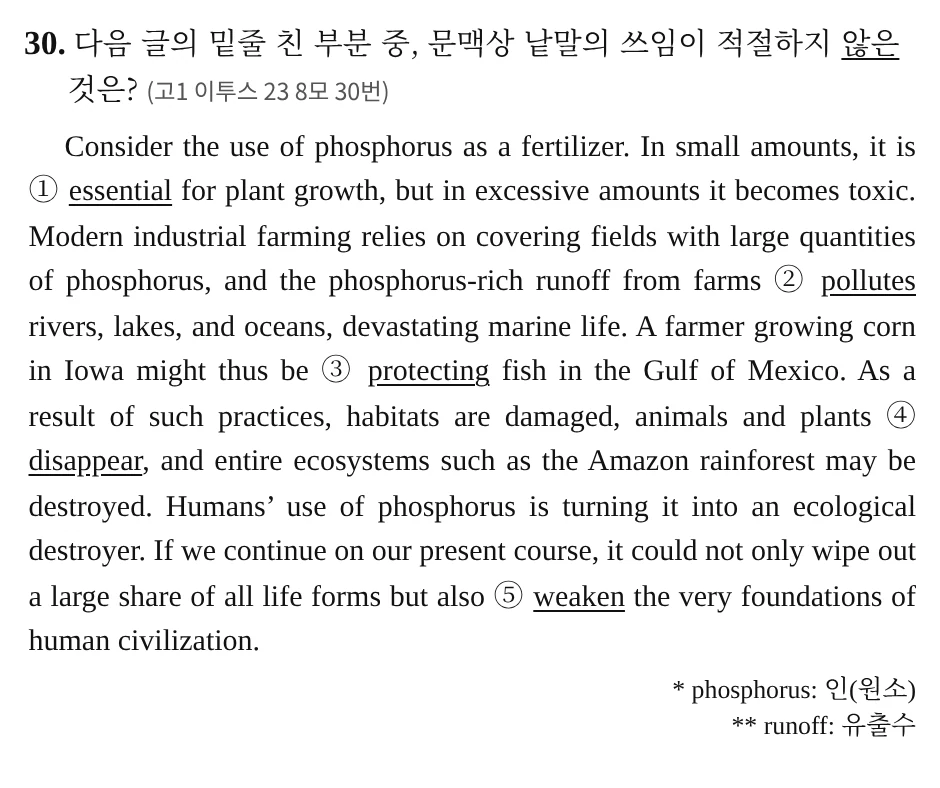 30. 다음 글의 밑줄 친 부분 중, 문맥상 낱말의 쓰임이 적절하지 않은
것은? (고1 이투스 23 8모 30번)
Consider the use of phosphorus as a fertilizer. In small amounts, it is
① essential for plant growth, but in excessive amounts it becomes toxic.
Modern industrial farming relies on covering fields with large quantities
of phosphorus, and the phosphorus-rich runoff from farms ② pollutes
rivers, lakes, and oceans, devastating marine life. A farmer growing corn
in Iowa might thus be ③ protecting fish in the Gulf of Mexico. As a
result of such practices, habitats are damaged, animals and plants ④
disappear, and entire ecosystems such as the Amazon rainforest may be
destroyed. Humans’ use of phosphorus is turning it into an ecological
destroyer. If we continue on our present course, it could not only wipe out
a large share of all life forms but also ⑤ weaken the very foundations of
human civilization.
* phosphorus: 인(원소)
** runoff: 유출수